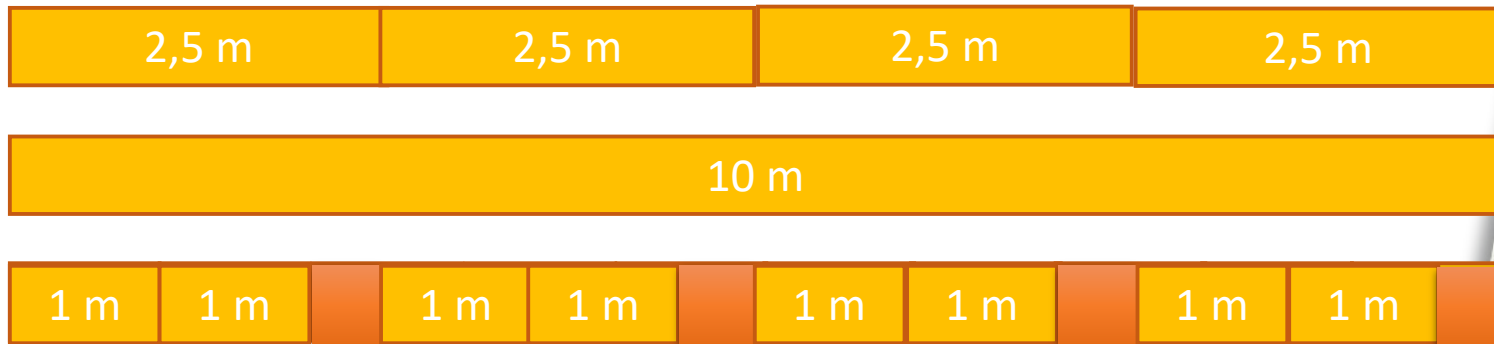 2,5 m 2,5 m 2,5 m 2,5 m
10 m
1 m 1 m 1 m 1 m 1 m 1 m 1 m 1 m